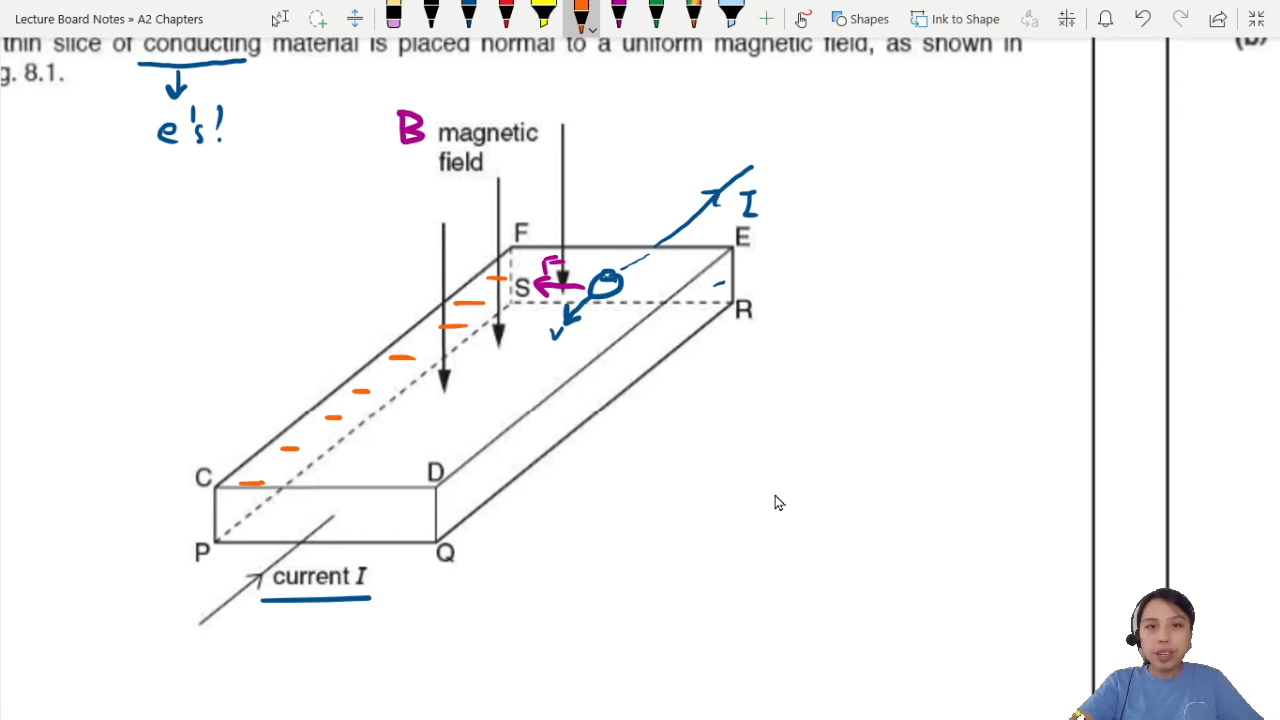 Lecture Board Notes » A2 Chapters
Shapes
Ink to Shape
thin slice of conducting material is placed normal to a uniform magnetic field, as shown in
g. 8.1.
e's!
B magnetic
field
I
F
E
F
S
R
v
C
D
P
Q
current I